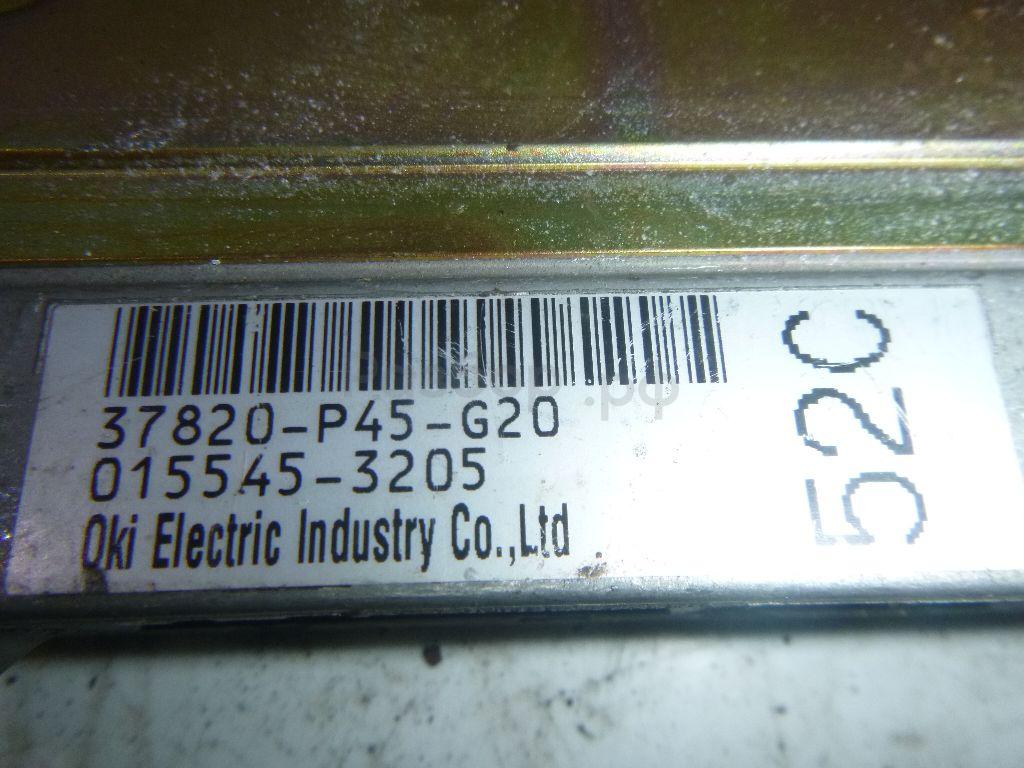 37820-P45-G20
015545-3205
Oki Electric Industry Co.,Ltd.
52C